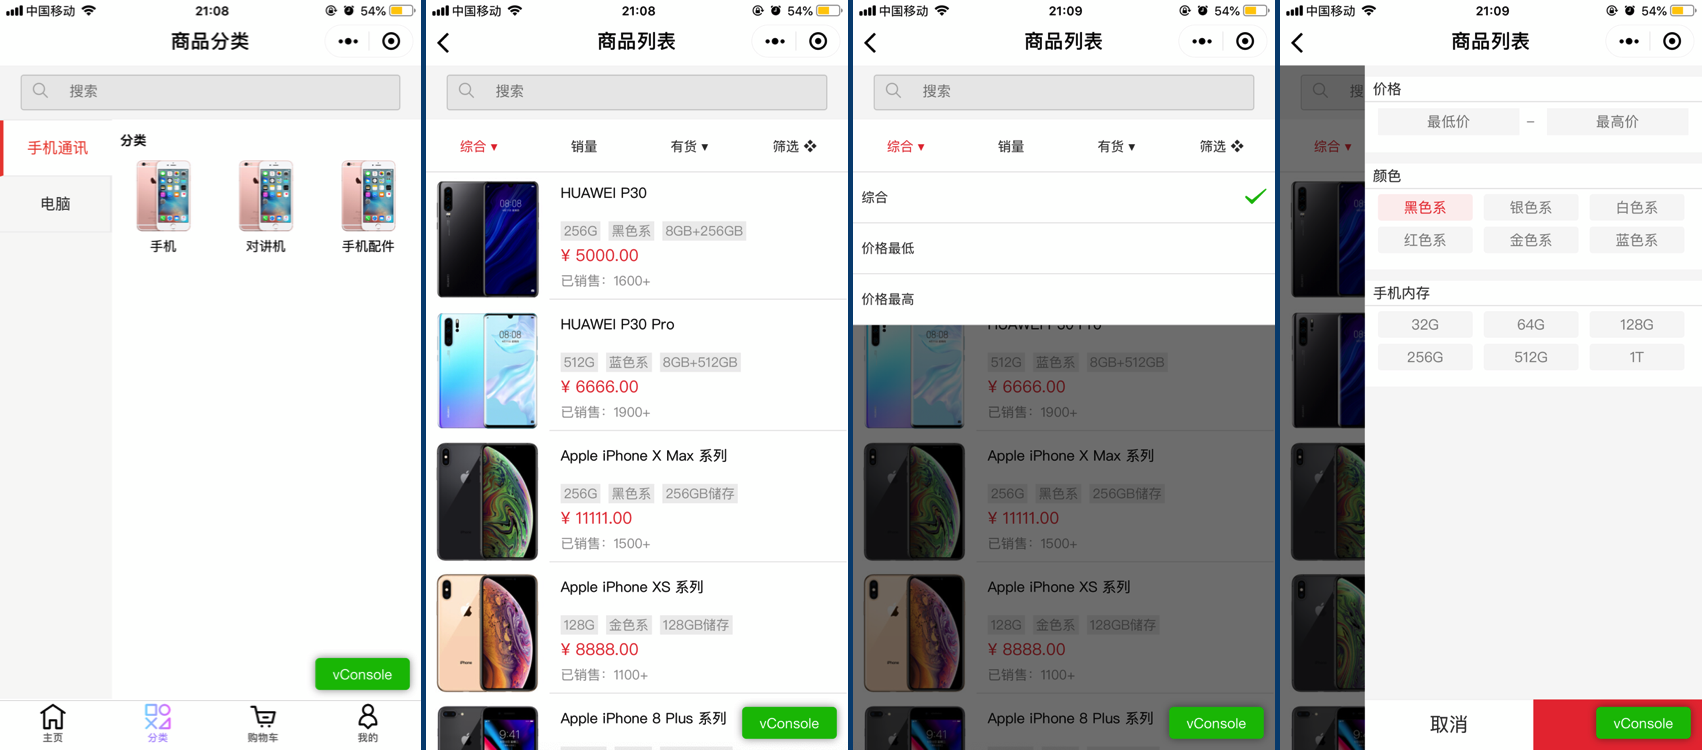 中国移动 21:08 54%
商品分类
搜索
手机通讯
电脑
分类
手机 对讲机 手机配件
vConsole
主页 分类 购物车 我的
中国移动 21:08 54%
商品列表
搜索
综合 ▾ 销量 有货 ▾ 筛选
HUAWEI P30
256G 黑色系 8GB+256GB
¥ 5000.00
已销售：1600+
HUAWEI P30 Pro
512G 蓝色系 8GB+512GB
¥ 6666.00
已销售：1900+
Apple iPhone X Max 系列
256G 黑色系 256GB储存
¥ 11111.00
已销售：1500+
Apple iPhone XS 系列
128G 金色系 128GB储存
¥ 8888.00
已销售：1100+
Apple iPhone 8 Plus 系列
vConsole
中国移动 21:09 54%
商品列表
搜索
综合 ▾ 销量 有货 ▾ 筛选
综合
价格最低
价格最高
HUAWEI P30 Pro
512G 蓝色系 8GB+512GB
¥ 6666.00
已销售：1900+
Apple iPhone X Max 系列
256G 黑色系 256GB储存
¥ 11111.00
已销售：1500+
Apple iPhone XS 系列
128G 金色系 128GB储存
¥ 8888.00
已销售：1100+
Apple iPhone 8 Plus 系列
vConsole
中国移动 21:09 54%
商品列表
搜
综合 ▾
价格
最低价 – 最高价
颜色
黑色系 银色系 白色系
红色系 金色系 蓝色系
手机内存
32G 64G 128G
256G 512G 1T
取消
vConsole